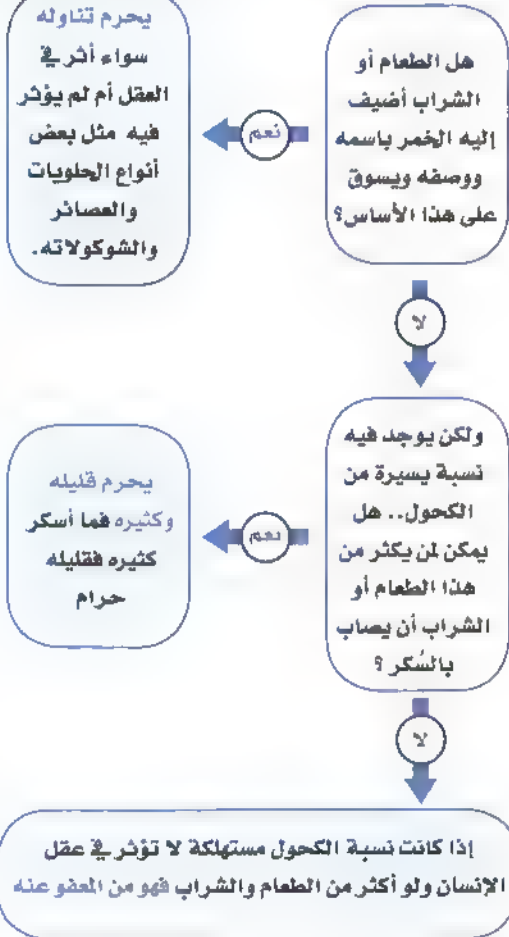 هل الطعام أو
الشراب أضيف
إليه الخمر باسمه
ووصفه ويسوق
على هذا الأساس؟
نعم
يحرم تناوله
سواء أثر في
العقل أم لم يؤثر
فيه مثل بعض
أنواع الحلويات
والعصائر
والشوكولاته.
لا
ولكن يوجد فيه
نسبة يسيرة من
الكحول.. هل
يمكن لمن يكثر من
هذا الطعام أو
الشراب أن يصاب
بالسُكر ؟
نعم
يحرم قليله
وكثيره فما أسكر
كثيره فقليله
حرام
لا
إذا كانت نسبة الكحول مستهلكة لا تؤثر في عقل
الإنسان ولو أكثر من الطعام والشراب فهو من المعفو عنه